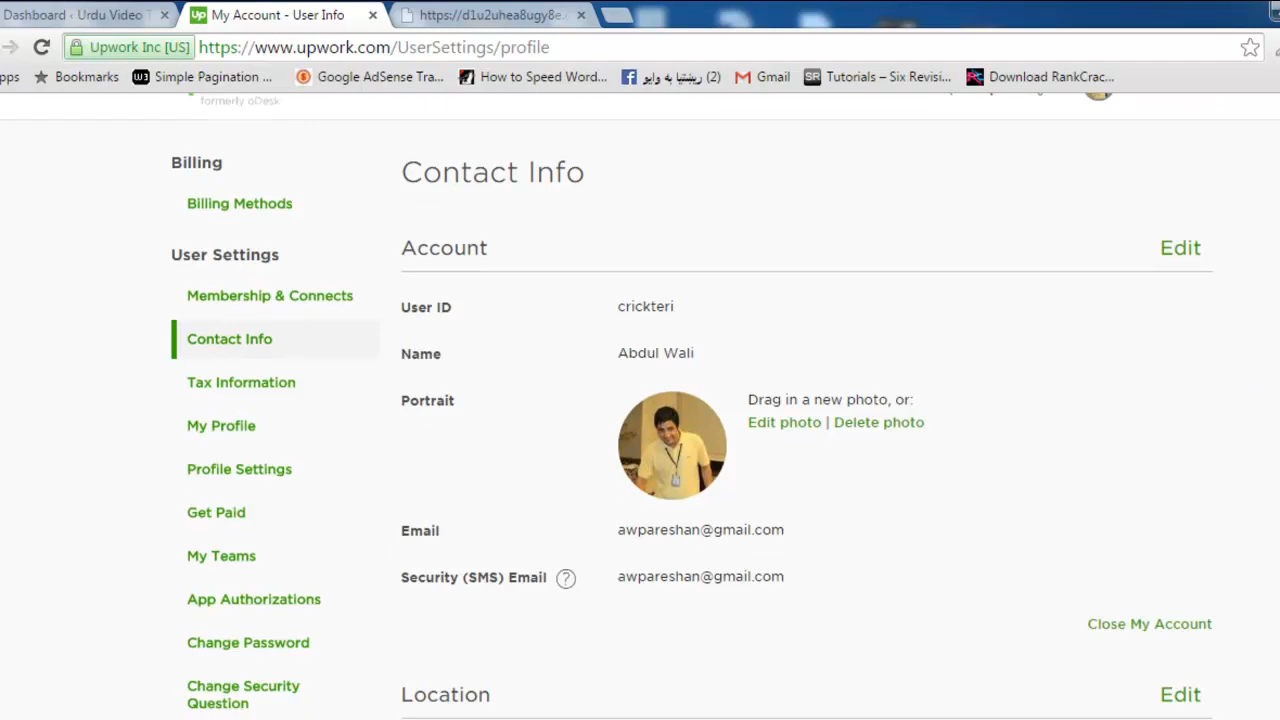 Dashboard ‹ Urdu Video T
My Account - User Info
https://d1u2uhea8ugy8e.c
Upwork Inc [US]
https://www.upwork.com/UserSettings/profile
pps
Bookmarks
Simple Pagination ...
Google AdSense Tra...
How to Speed Word...
(2)
Gmail
Tutorials – Six Revisi...
Download RankCrac...
formerly oDesk
Billing
Billing Methods
User Settings
Membership & Connects
Contact Info
Tax Information
My Profile
Profile Settings
Get Paid
My Teams
App Authorizations
Change Password
Change Security
Question
Contact Info
Account
Edit
User ID
crickteri
Name
Abdul Wali
Portrait
Drag in a new photo, or:
Edit photo | Delete photo
Email
awpareshan@gmail.com
Security (SMS) Email ?
awpareshan@gmail.com
Close My Account
Location
Edit